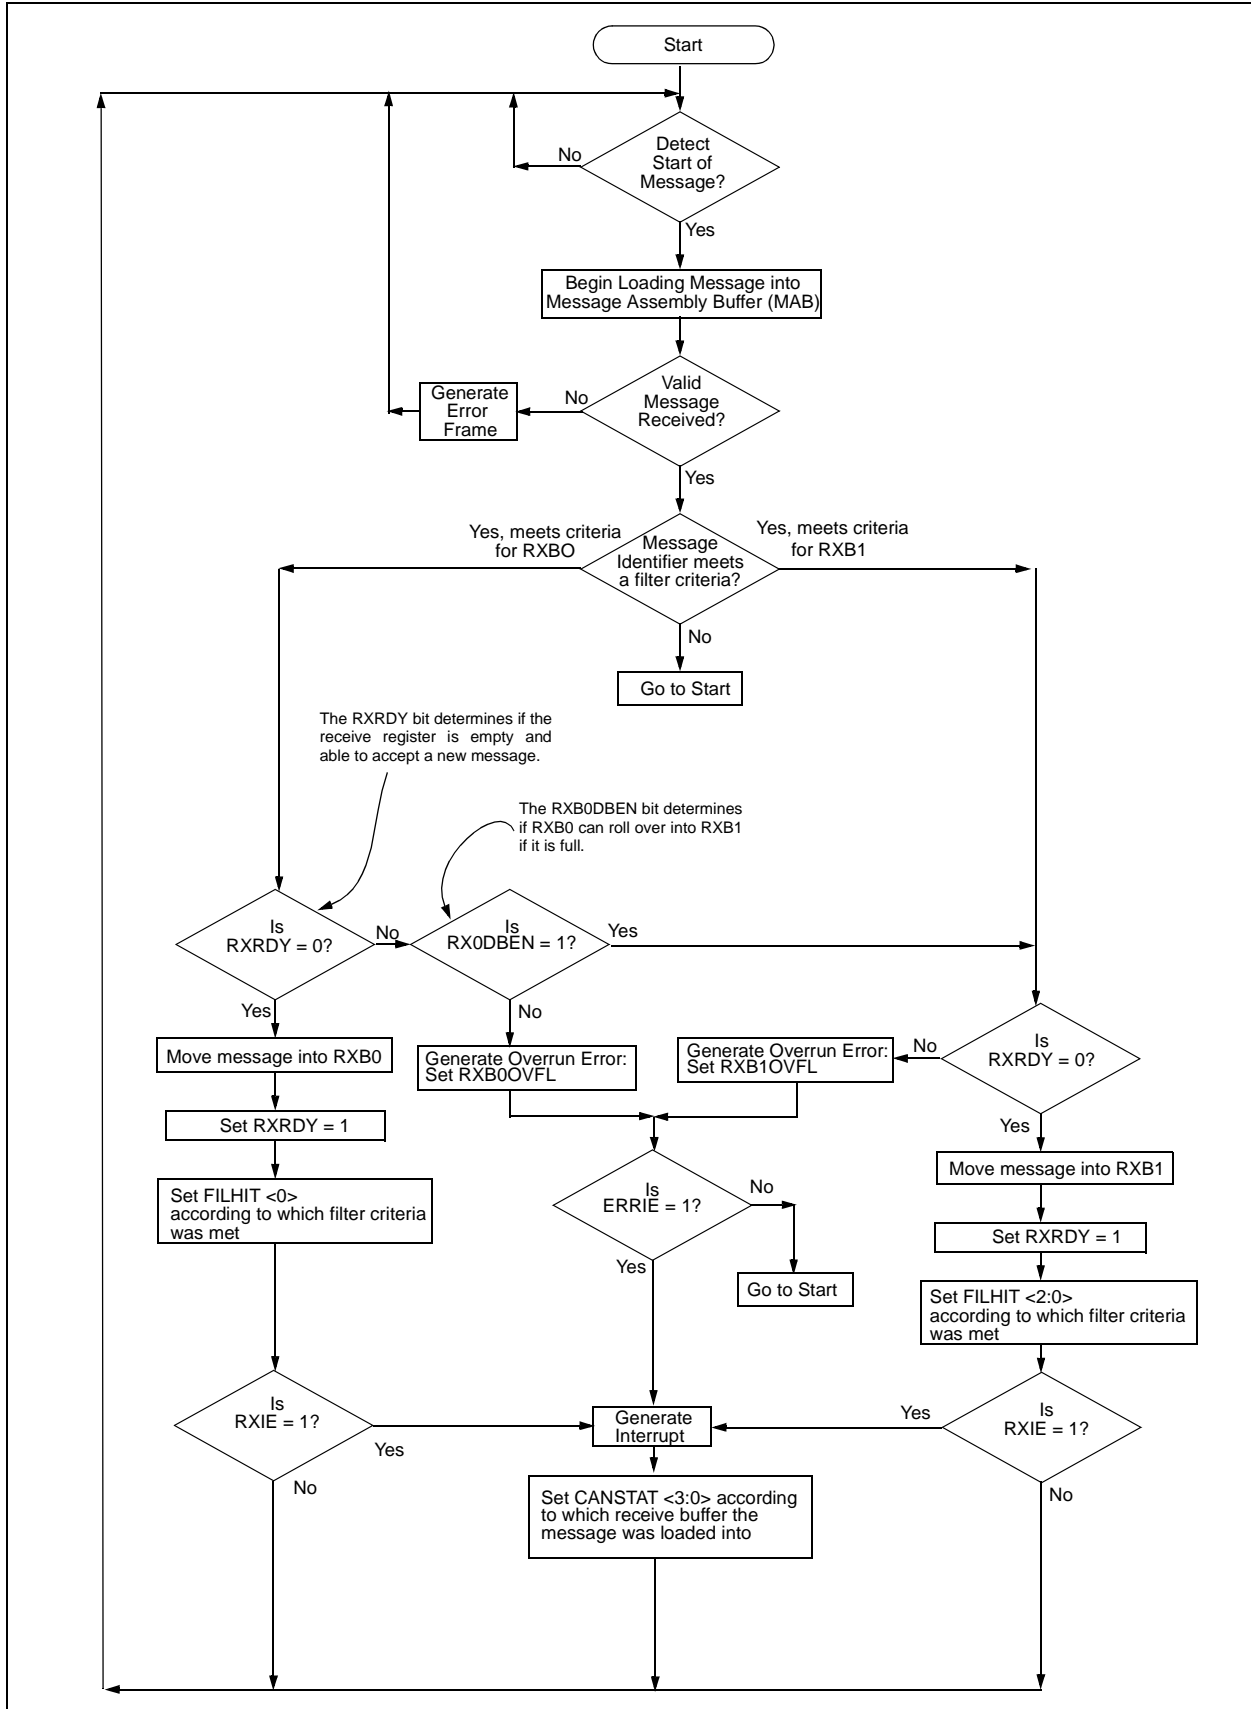 Start
Detect
Start of
Message?
No
Yes
Begin Loading Message into
Message Assembly Buffer (MAB)
Valid
Message
Received?
No
Generate
Error
Frame
Yes
Yes, meets criteria
for RXBO
Message
Identifier meets
a filter criteria?
Yes, meets criteria
for RXB1
No
Go to Start
The RXRDY bit determines if the
receive register is empty and
able to accept a new message.
The RXB0DBEN bit determines
if RXB0 can roll over into RXB1
if it is full.
Is
RXRDY = 0?
No
Is
RX0DBEN = 1?
Yes
Yes
No
Move message into RXB0
Generate Overrun Error:
Set RXB0OVFL
Generate Overrun Error:
Set RXB1OVFL
No
Is
RXRDY = 0?
Set RXRDY = 1
Yes
Move message into RXB1
Set FILHIT <0>
according to which filter criteria
was met
Is
ERRIE = 1?
No
Set RXRDY = 1
Yes
Go to Start
Set FILHIT <2:0>
according to which filter criteria
was met
Is
RXIE = 1?
Yes
Generate
Interrupt
Yes
Is
RXIE = 1?
No
No
Set CANSTAT <3:0> according
to which receive buffer the
message was loaded into